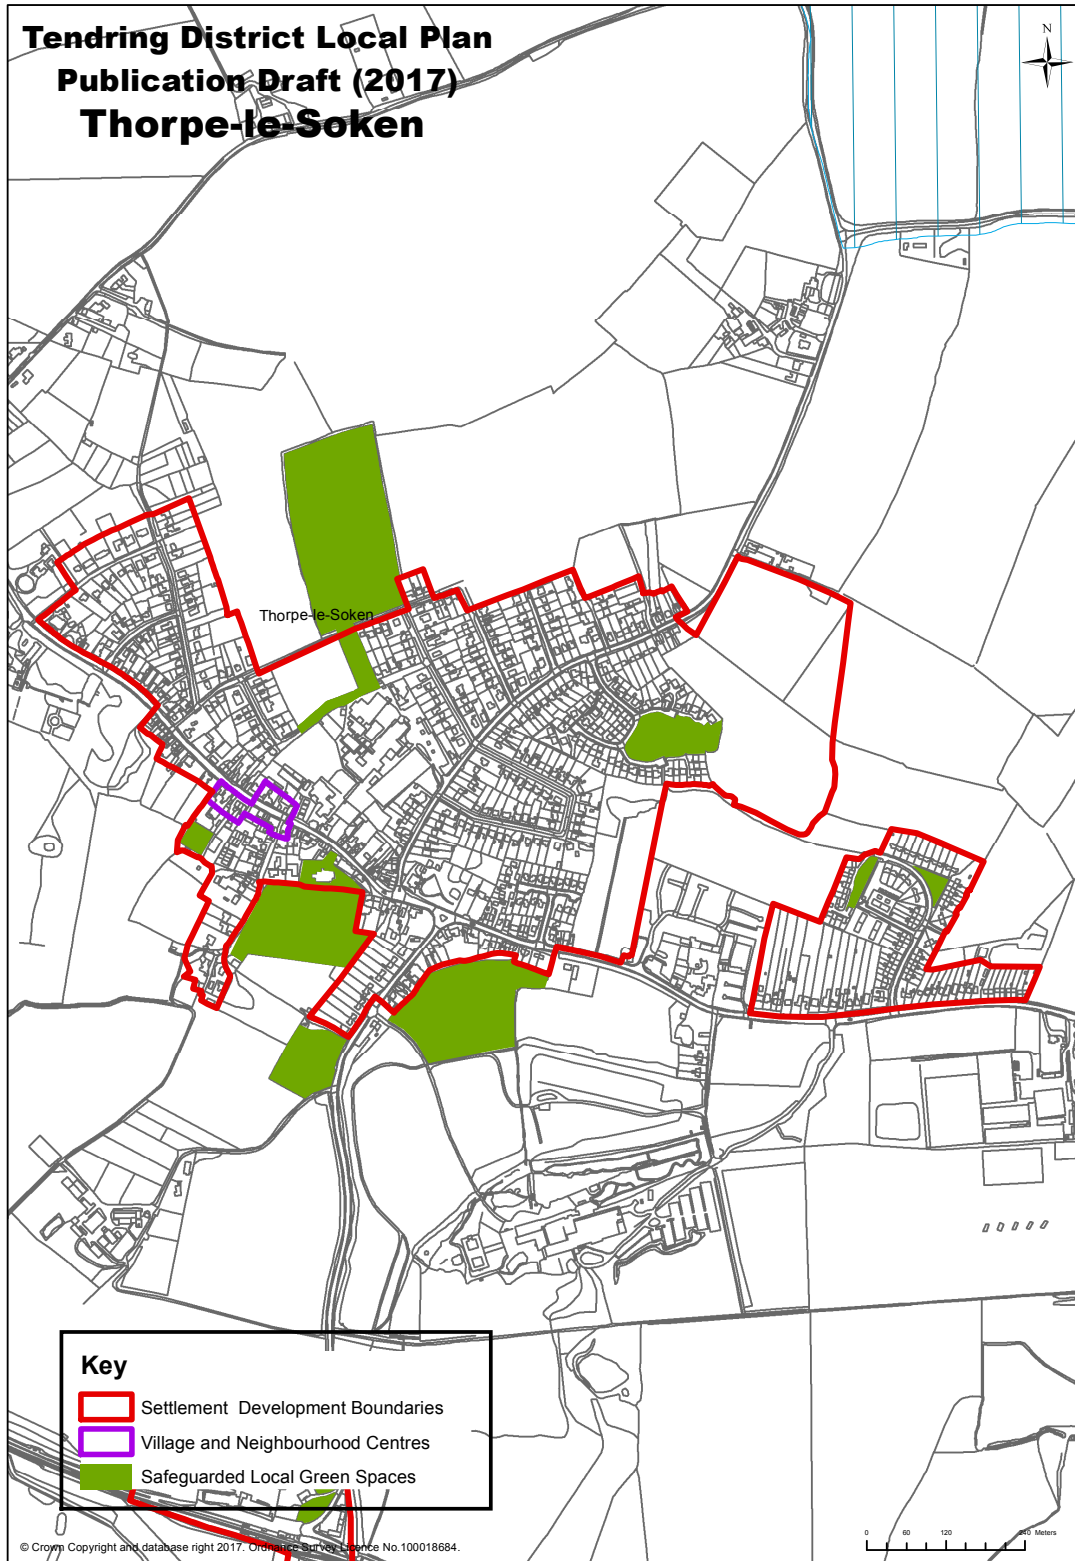 Tendring District Local Plan
Publication Draft (2017)
Thorpe-le-Soken
N
Thorpe-le-Soken
Key
Settlement Development Boundaries
Village and Neighbourhood Centres
Safeguarded Local Green Spaces
© Crown Copyright and database right 2017. Ordnance Survey Licence No.100018684.
0 60 120 240 Meters